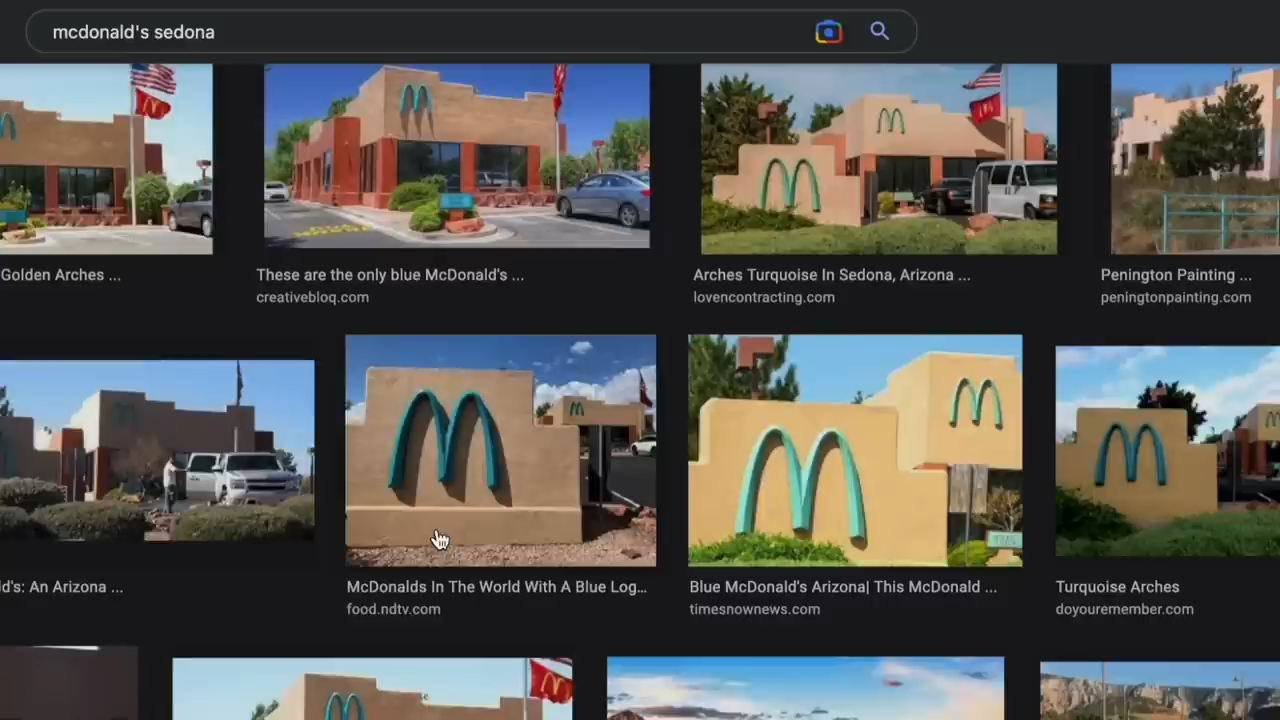 mcdonald's sedona
Golden Arches ...
These are the only blue McDonald's ...
creativebloq.com
Arches Turquoise In Sedona, Arizona ...
lovencontracting.com
Penington Painting ...
peningtonpainting.com
d's: An Arizona ...
McDonalds In The World With A Blue Log...
food.ndtv.com
Blue McDonald's Arizona| This McDonald ...
timesnownews.com
Turquoise Arches
doyouremember.com